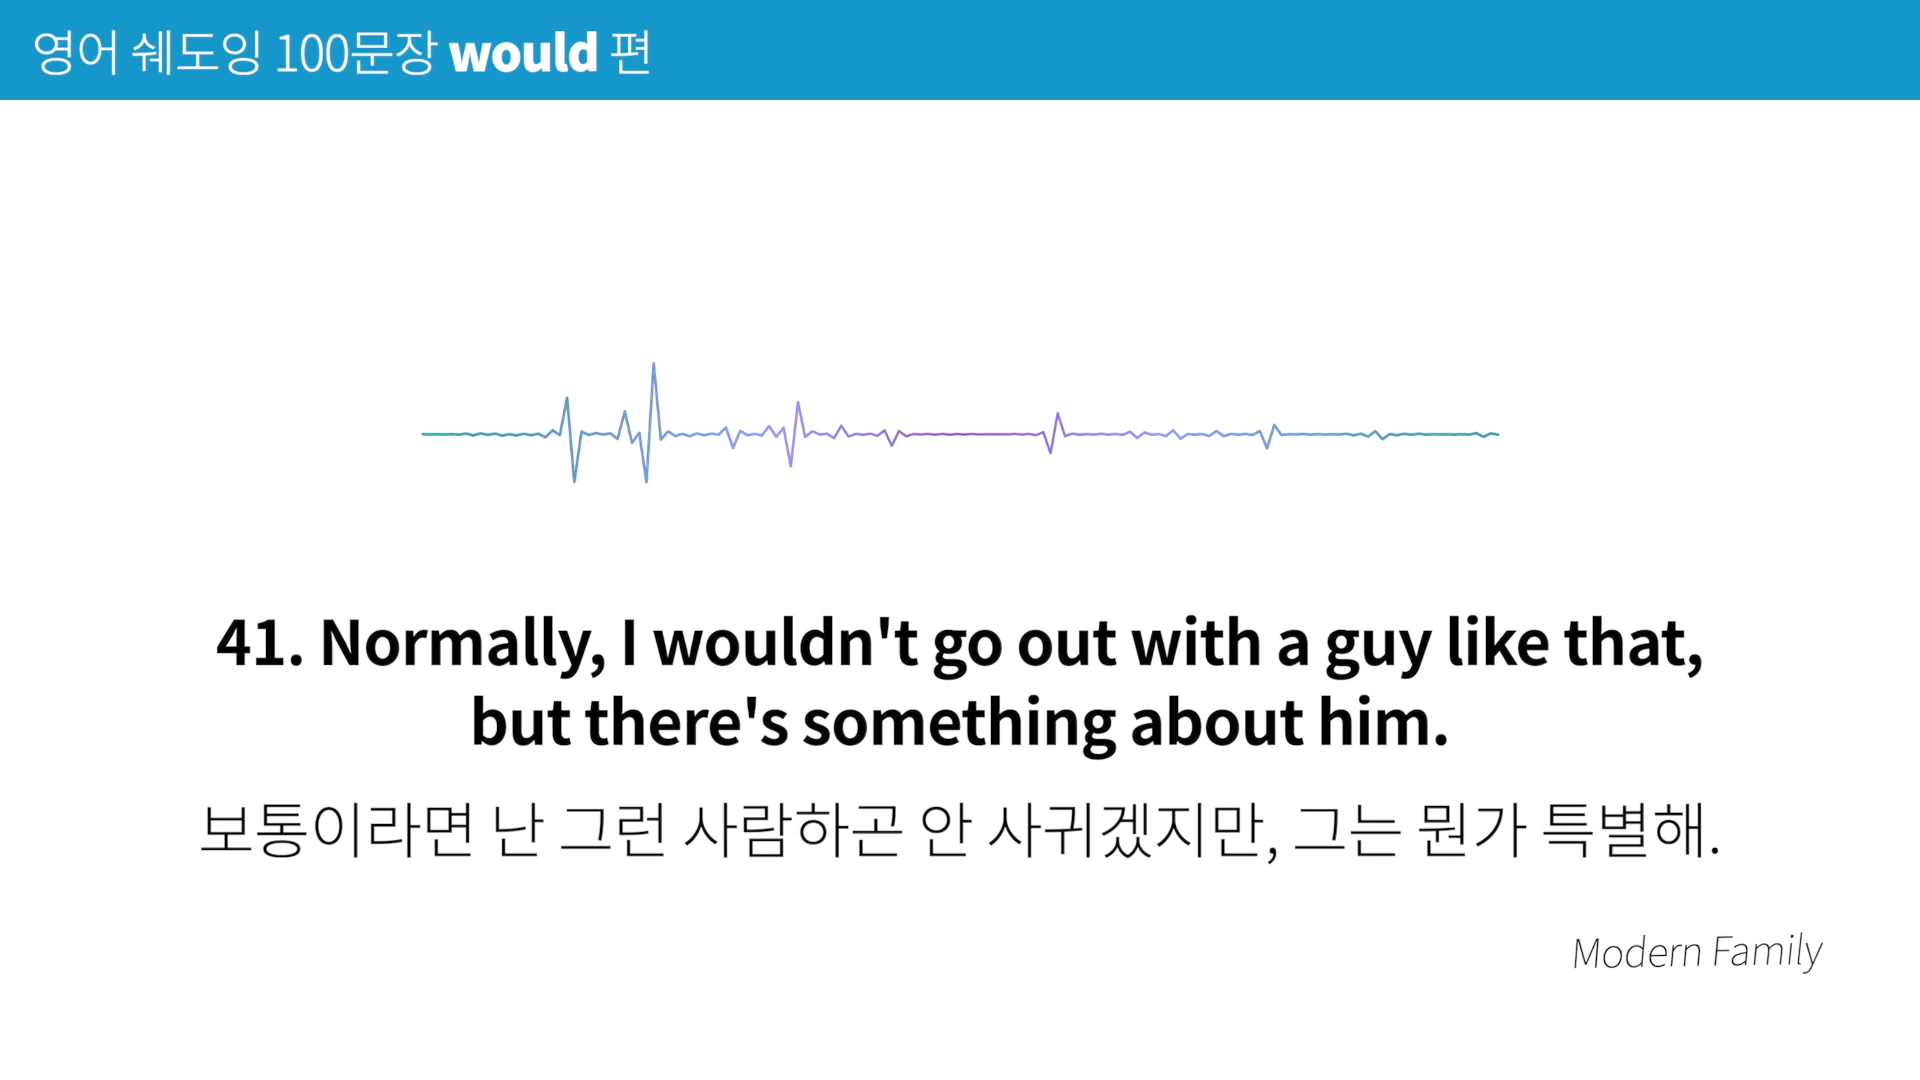 영어 쉐도잉 100문장 would 편
41. Normally, I wouldn't go out with a guy like that,
but there's something about him.
보통이라면 난 그런 사람하곤 안 사귀겠지만, 그는 뭔가 특별해.
Modern Family